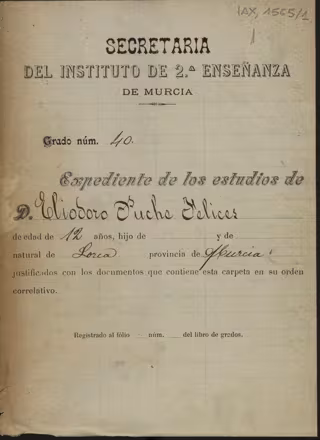 IAX, 1565/1
SECRETARIA
DEL INSTITUTO DE 2.ª ENSEÑANZA
DE MURCIA
Grado núm. 40.
Expediente de los estudios de
D. Eliodoro Puche Felices
de edad de 12 años, hijo de y de
natural de Lorca provincia de Murcia
justificados con los documentos que contiene esta carpeta en su orden
correlativo.
Registrado al fólio núm. del libro de grados.